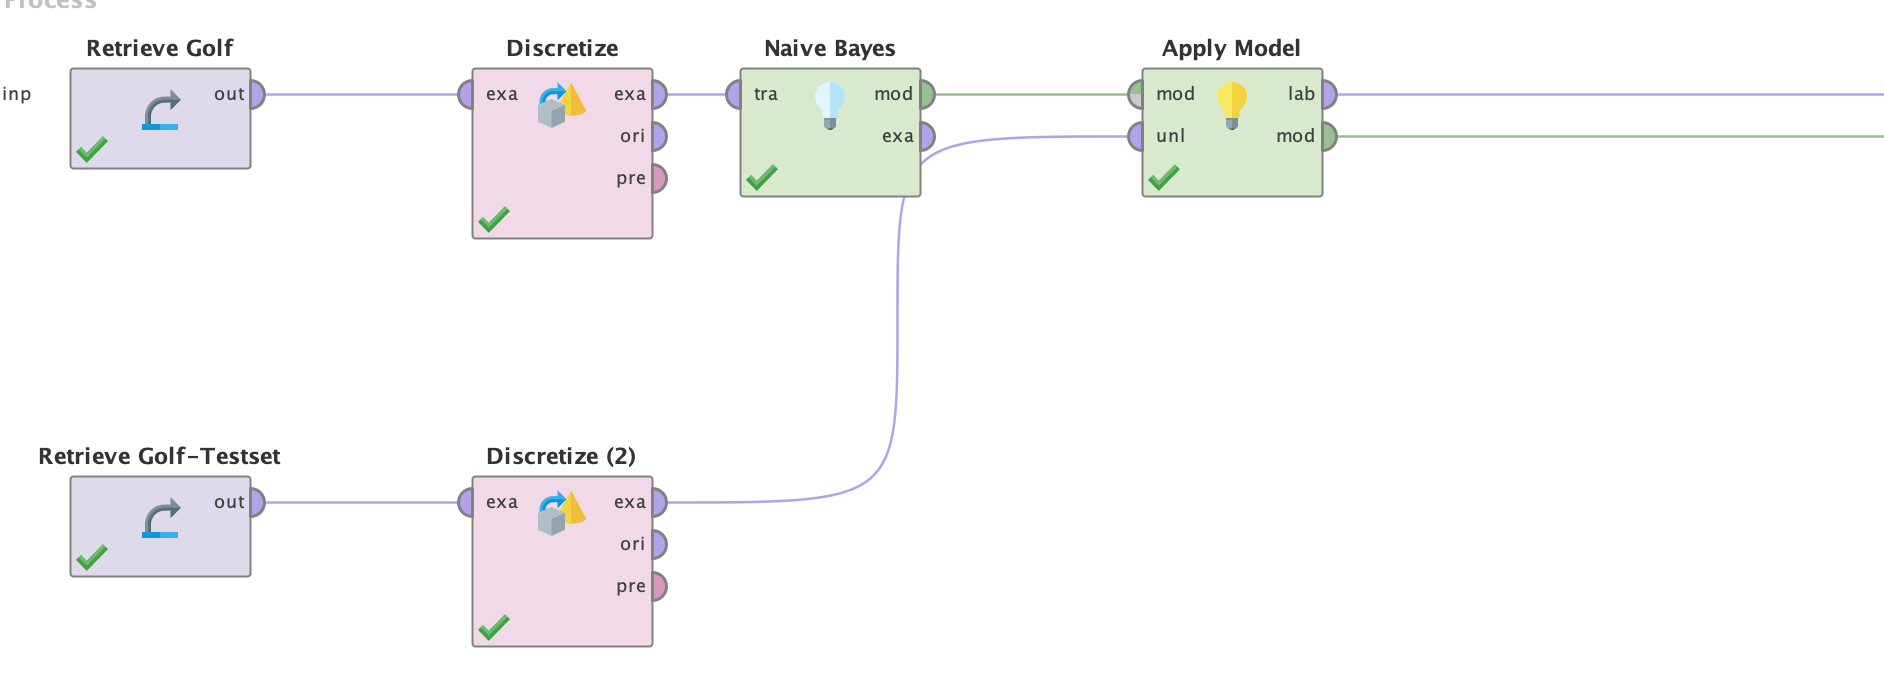 Process
Retrieve Golf
Discretize
Naive Bayes
Apply Model
inp
out
exa
exa
tra
mod
mod
lab
ori
exa
unl
mod
pre
Retrieve Golf-Testset
Discretize (2)
out
exa
exa
ori
pre